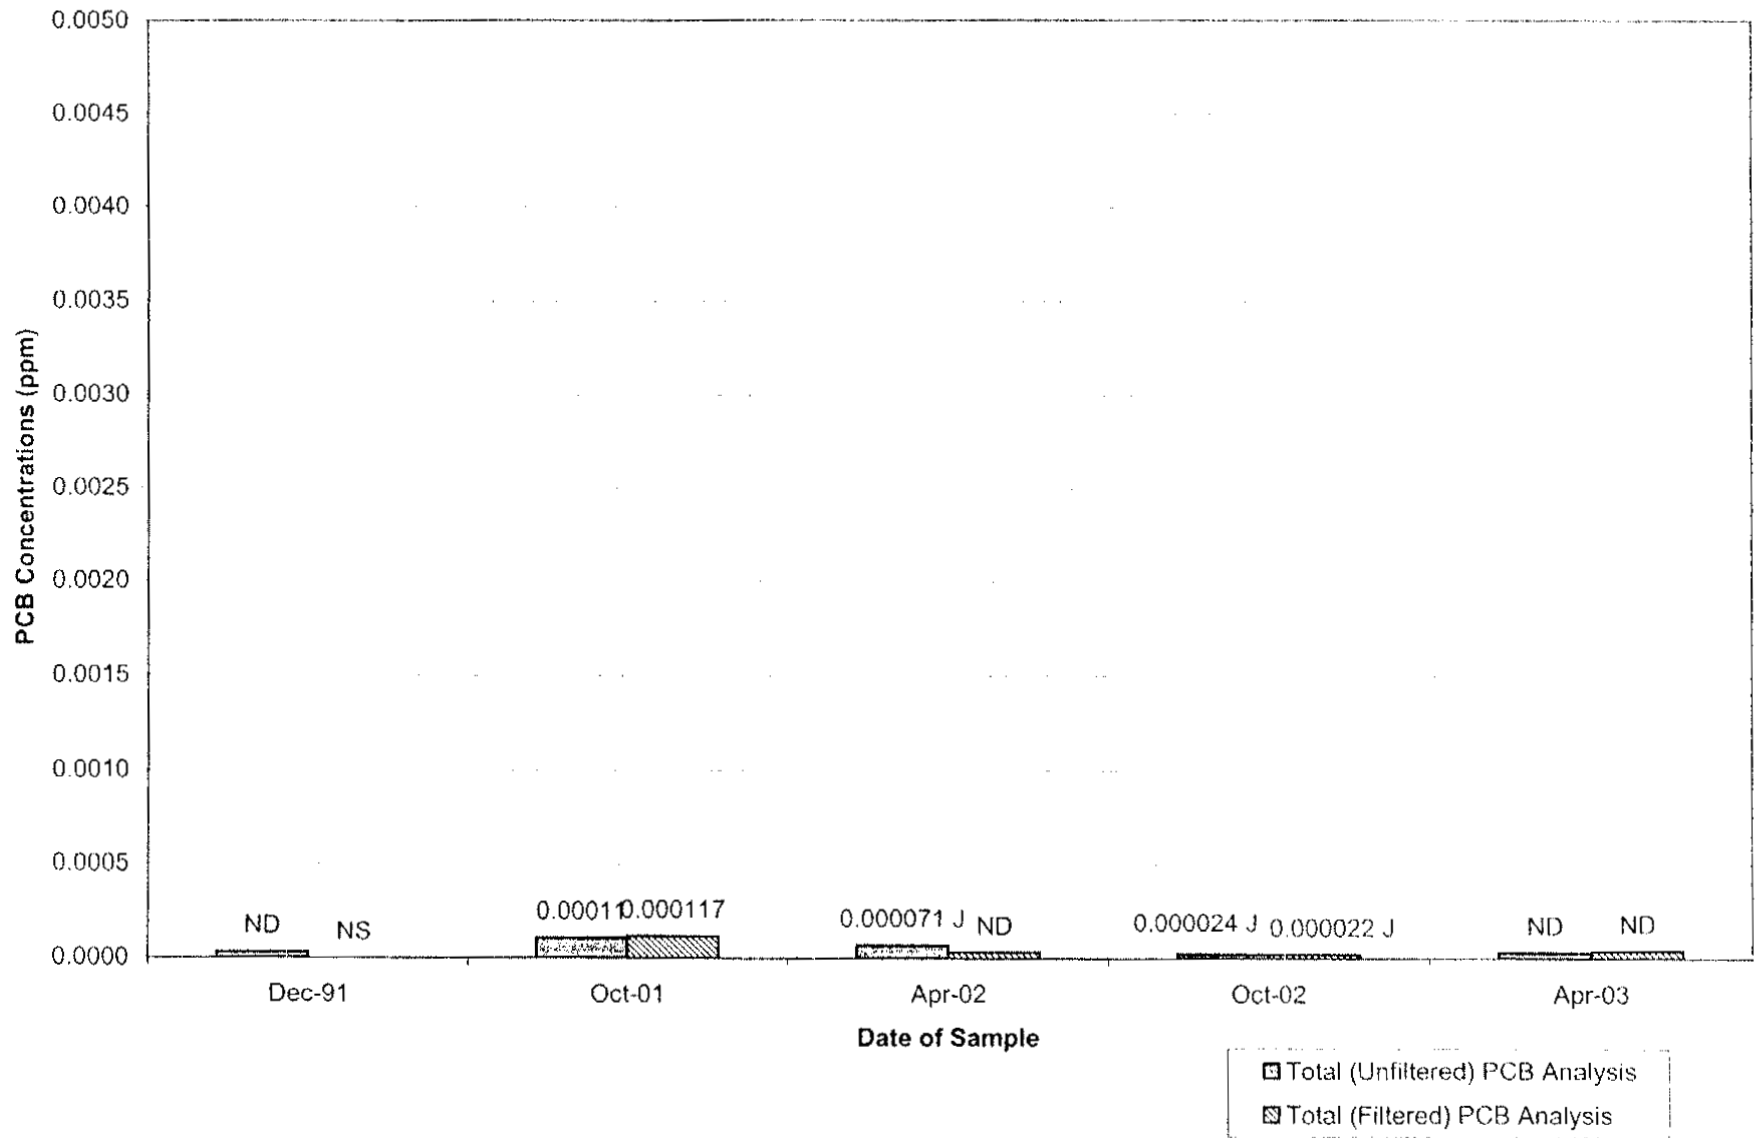 0.0050
0.0045
0.0040
0.0035
0.0030
0.0025
0.0020
0.0015
0.0010
0.0005
0.0000
PCB Concentrations (ppm)
ND
NS
0.00011
0.000117
0.000071 J
ND
0.000024 J
0.000022 J
ND
ND
Dec-91
Oct-01
Apr-02
Oct-02
Apr-03
Date of Sample
Total (Unfiltered) PCB Analysis
Total (Filtered) PCB Analysis